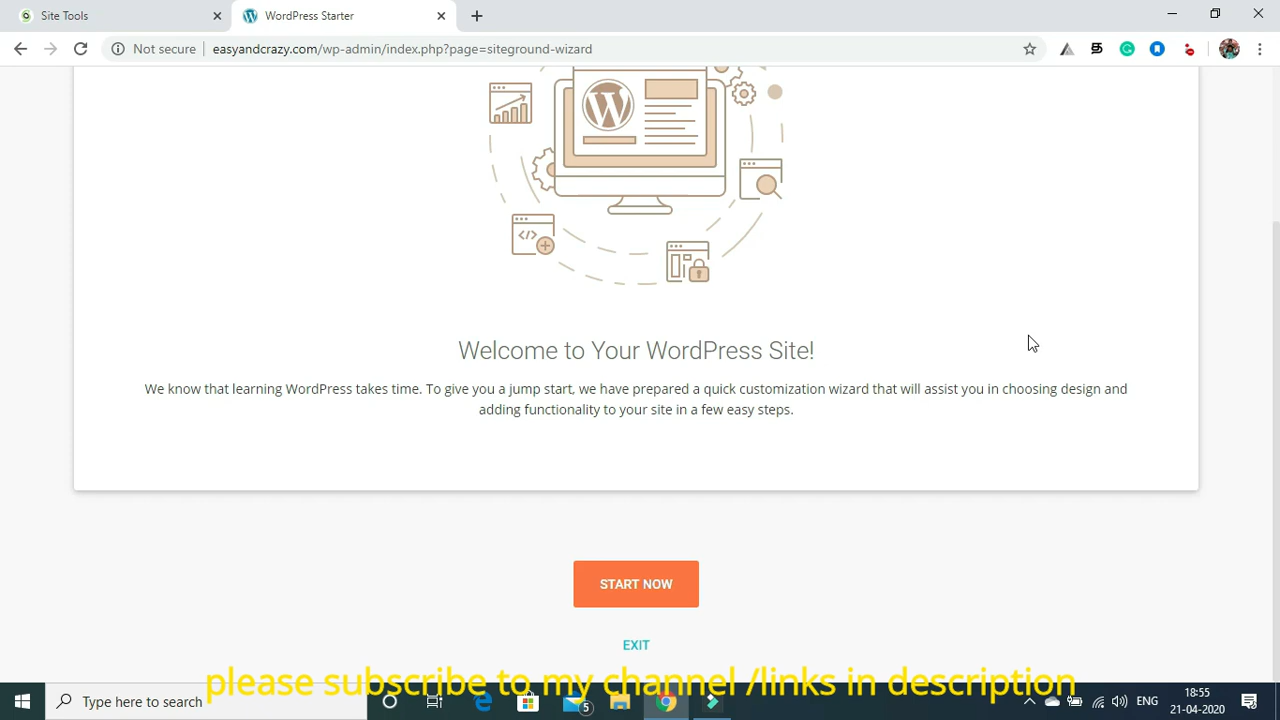 Site Tools
WordPress Starter
Not secure
easyandcrazy.com/wp-admin/index.php?page=siteground-wizard
Welcome to Your WordPress Site!
We know that learning WordPress takes time. To give you a jump start, we have prepared a quick customization wizard that will assist you in choosing design and
adding functionality to your site in a few easy steps.
START NOW
EXIT
please subscribe to my channel /links in description
Type here to search
5
ENG
18:55
21-04-2020